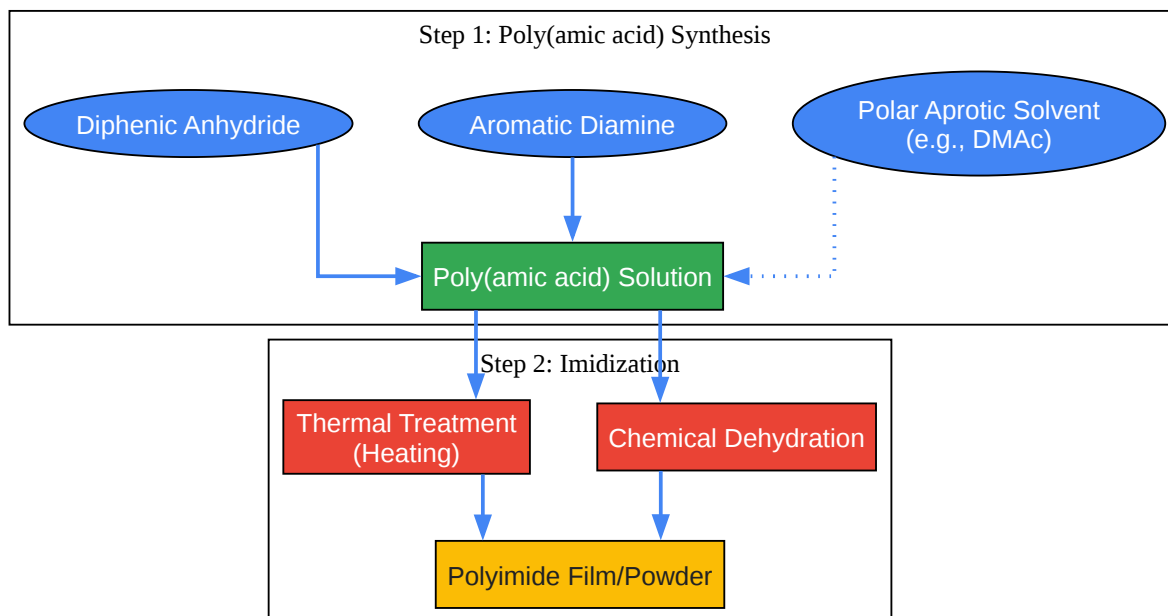 Step 1: Poly(amic acid) Synthesis
Diphenic Anhydride
Aromatic Diamine
Polar Aprotic Solvent
(e.g., DMAc)
Poly(amic acid) Solution
Step 2: Imidization
Thermal Treatment
(Heating)
Chemical Dehydration
Polyimide Film/Powder